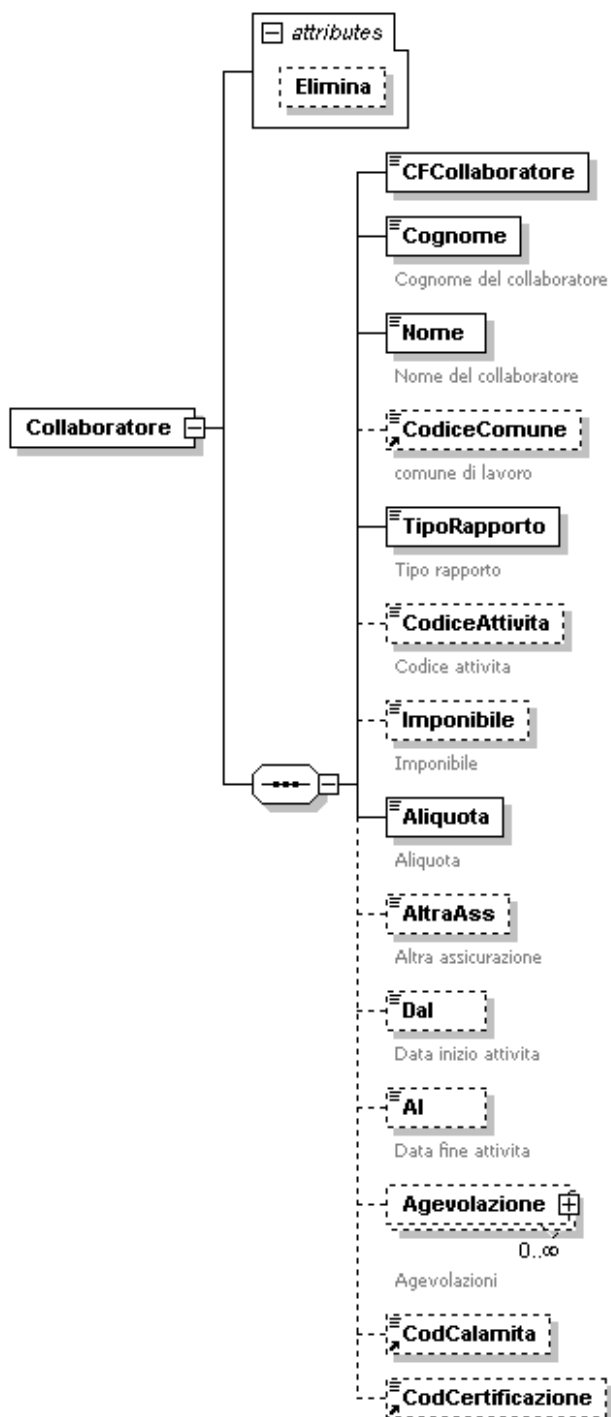 attributes
Elimina
CFCollaboratore
Cognome
Cognome del collaboratore
Nome
Nome del collaboratore
Collaboratore
CodiceComune
comune di lavoro
TipoRapporto
Tipo rapporto
CodiceAttivita
Codice attivita
Imponibile
Imponibile
Aliquota
Aliquota
AltraAss
Altra assicurazione
Dal
Data inizio attivita
Al
Data fine attivita
Agevolazione
0..∞
Agevolazioni
CodCalamita
CodCertificazione